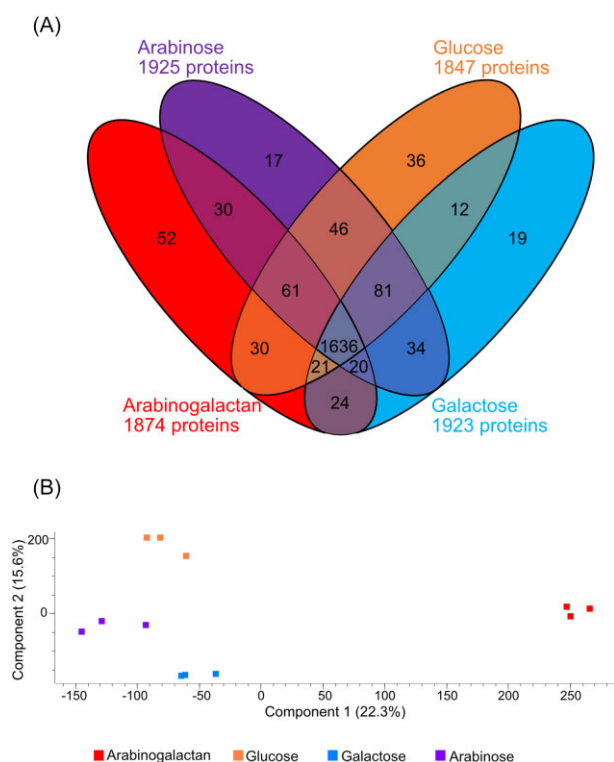 (A)
Arabinose
1925 proteins
Glucose
1847 proteins
17
36
30
46
12
52
19
61
81
1636
30
21
20
34
24
Arabinogalactan
1874 proteins
Galactose
1923 proteins
(B)
Component 2 (15.6%)
200
0
-150
-100
-50
0
50
100
150
200
250
Component 1 (22.3%)
Arabinogalactan
Glucose
Galactose
Arabinose